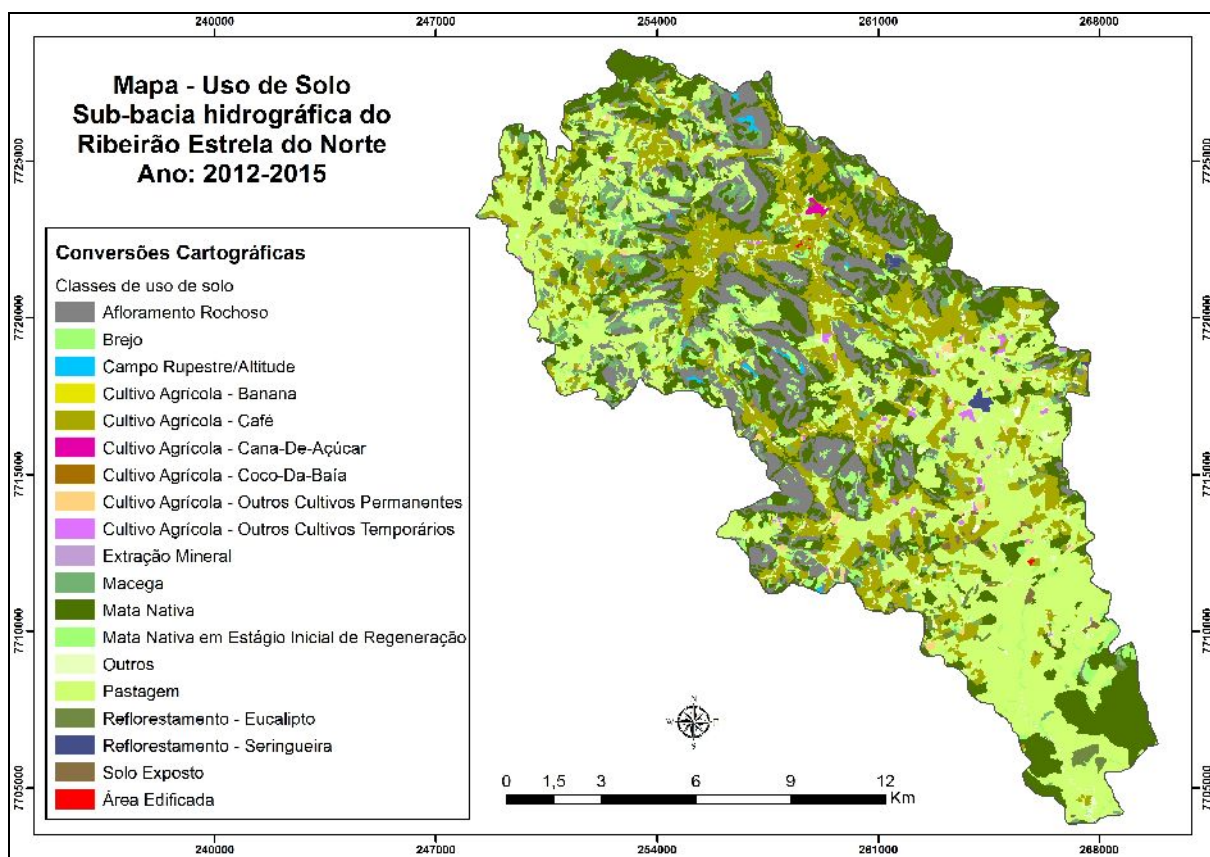 240000 247000 254000 261000 268000
Mapa - Uso de Solo
Sub-bacia hidrográfica do
Ribeirão Estrela do Norte
Ano: 2012-2015
7725000 7725000
Conversões Cartográficas
Classes de uso de solo
Afloramento Rochoso
7720000 7720000
Brejo
Campo Rupestre/Altitude
Cultivo Agrícola - Banana
Cultivo Agrícola - Café
Cultivo Agrícola - Cana-De-Açúcar
Cultivo Agrícola - Coco-Da-Baía
7715000 7715000
Cultivo Agrícola - Outros Cultivos Permanentes
Cultivo Agrícola - Outros Cultivos Temporários
Extração Mineral
Macega
Mata Nativa
7710000 7710000
Mata Nativa em Estágio Inicial de Regeneração
Outros
Pastagem
Reflorestamento - Eucalipto
Reflorestamento - Seringueira
Solo Exposto
Área Edificada
7705000 7705000
N
W E
S
0 1,5 3 6 9 12
Km
240000 247000 254000 261000 268000